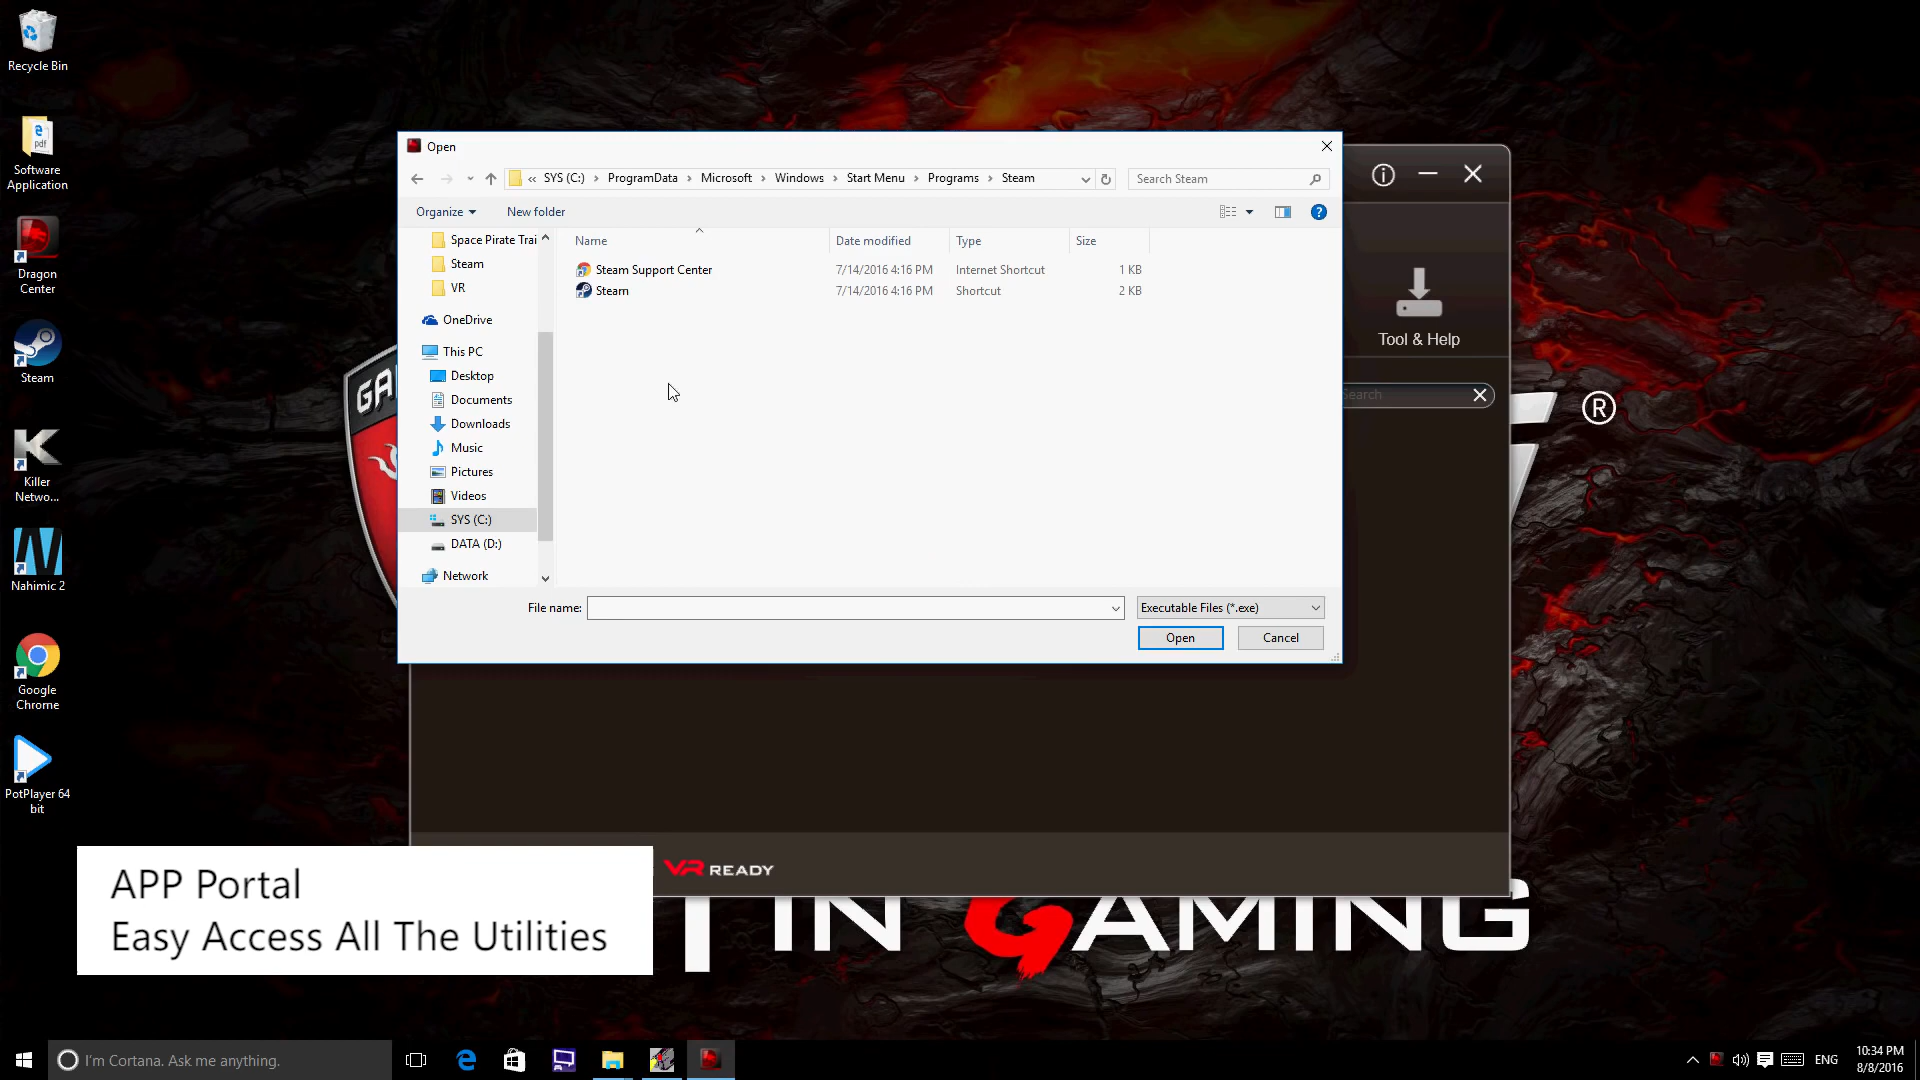 Recycle Bin
Software
Application
Dragon
Center
Steam
Killer
Netwo...
Nahimic 2
Google
Chrome
PotPlayer 64
bit
Open
« SYS (C:) › ProgramData › Microsoft › Windows › Start Menu › Programs › Steam
Search Steam
Organize
New folder
Space Pirate Trai
Steam
VR
OneDrive
This PC
Desktop
Documents
Downloads
Music
Pictures
Videos
SYS (C:)
DATA (D:)
Network
Name Date modified Type Size
Steam Support Center 7/14/2016 4:16 PM Internet Shortcut 1 KB
Steam 7/14/2016 4:16 PM Shortcut 2 KB
File name:
Executable Files (*.exe)
Open
Cancel
Tool & Help
Search
®
VR READY
IN GAMING
APP Portal
Easy Access All The Utilities
I'm Cortana. Ask me anything.
ENG
10:34 PM
8/8/2016